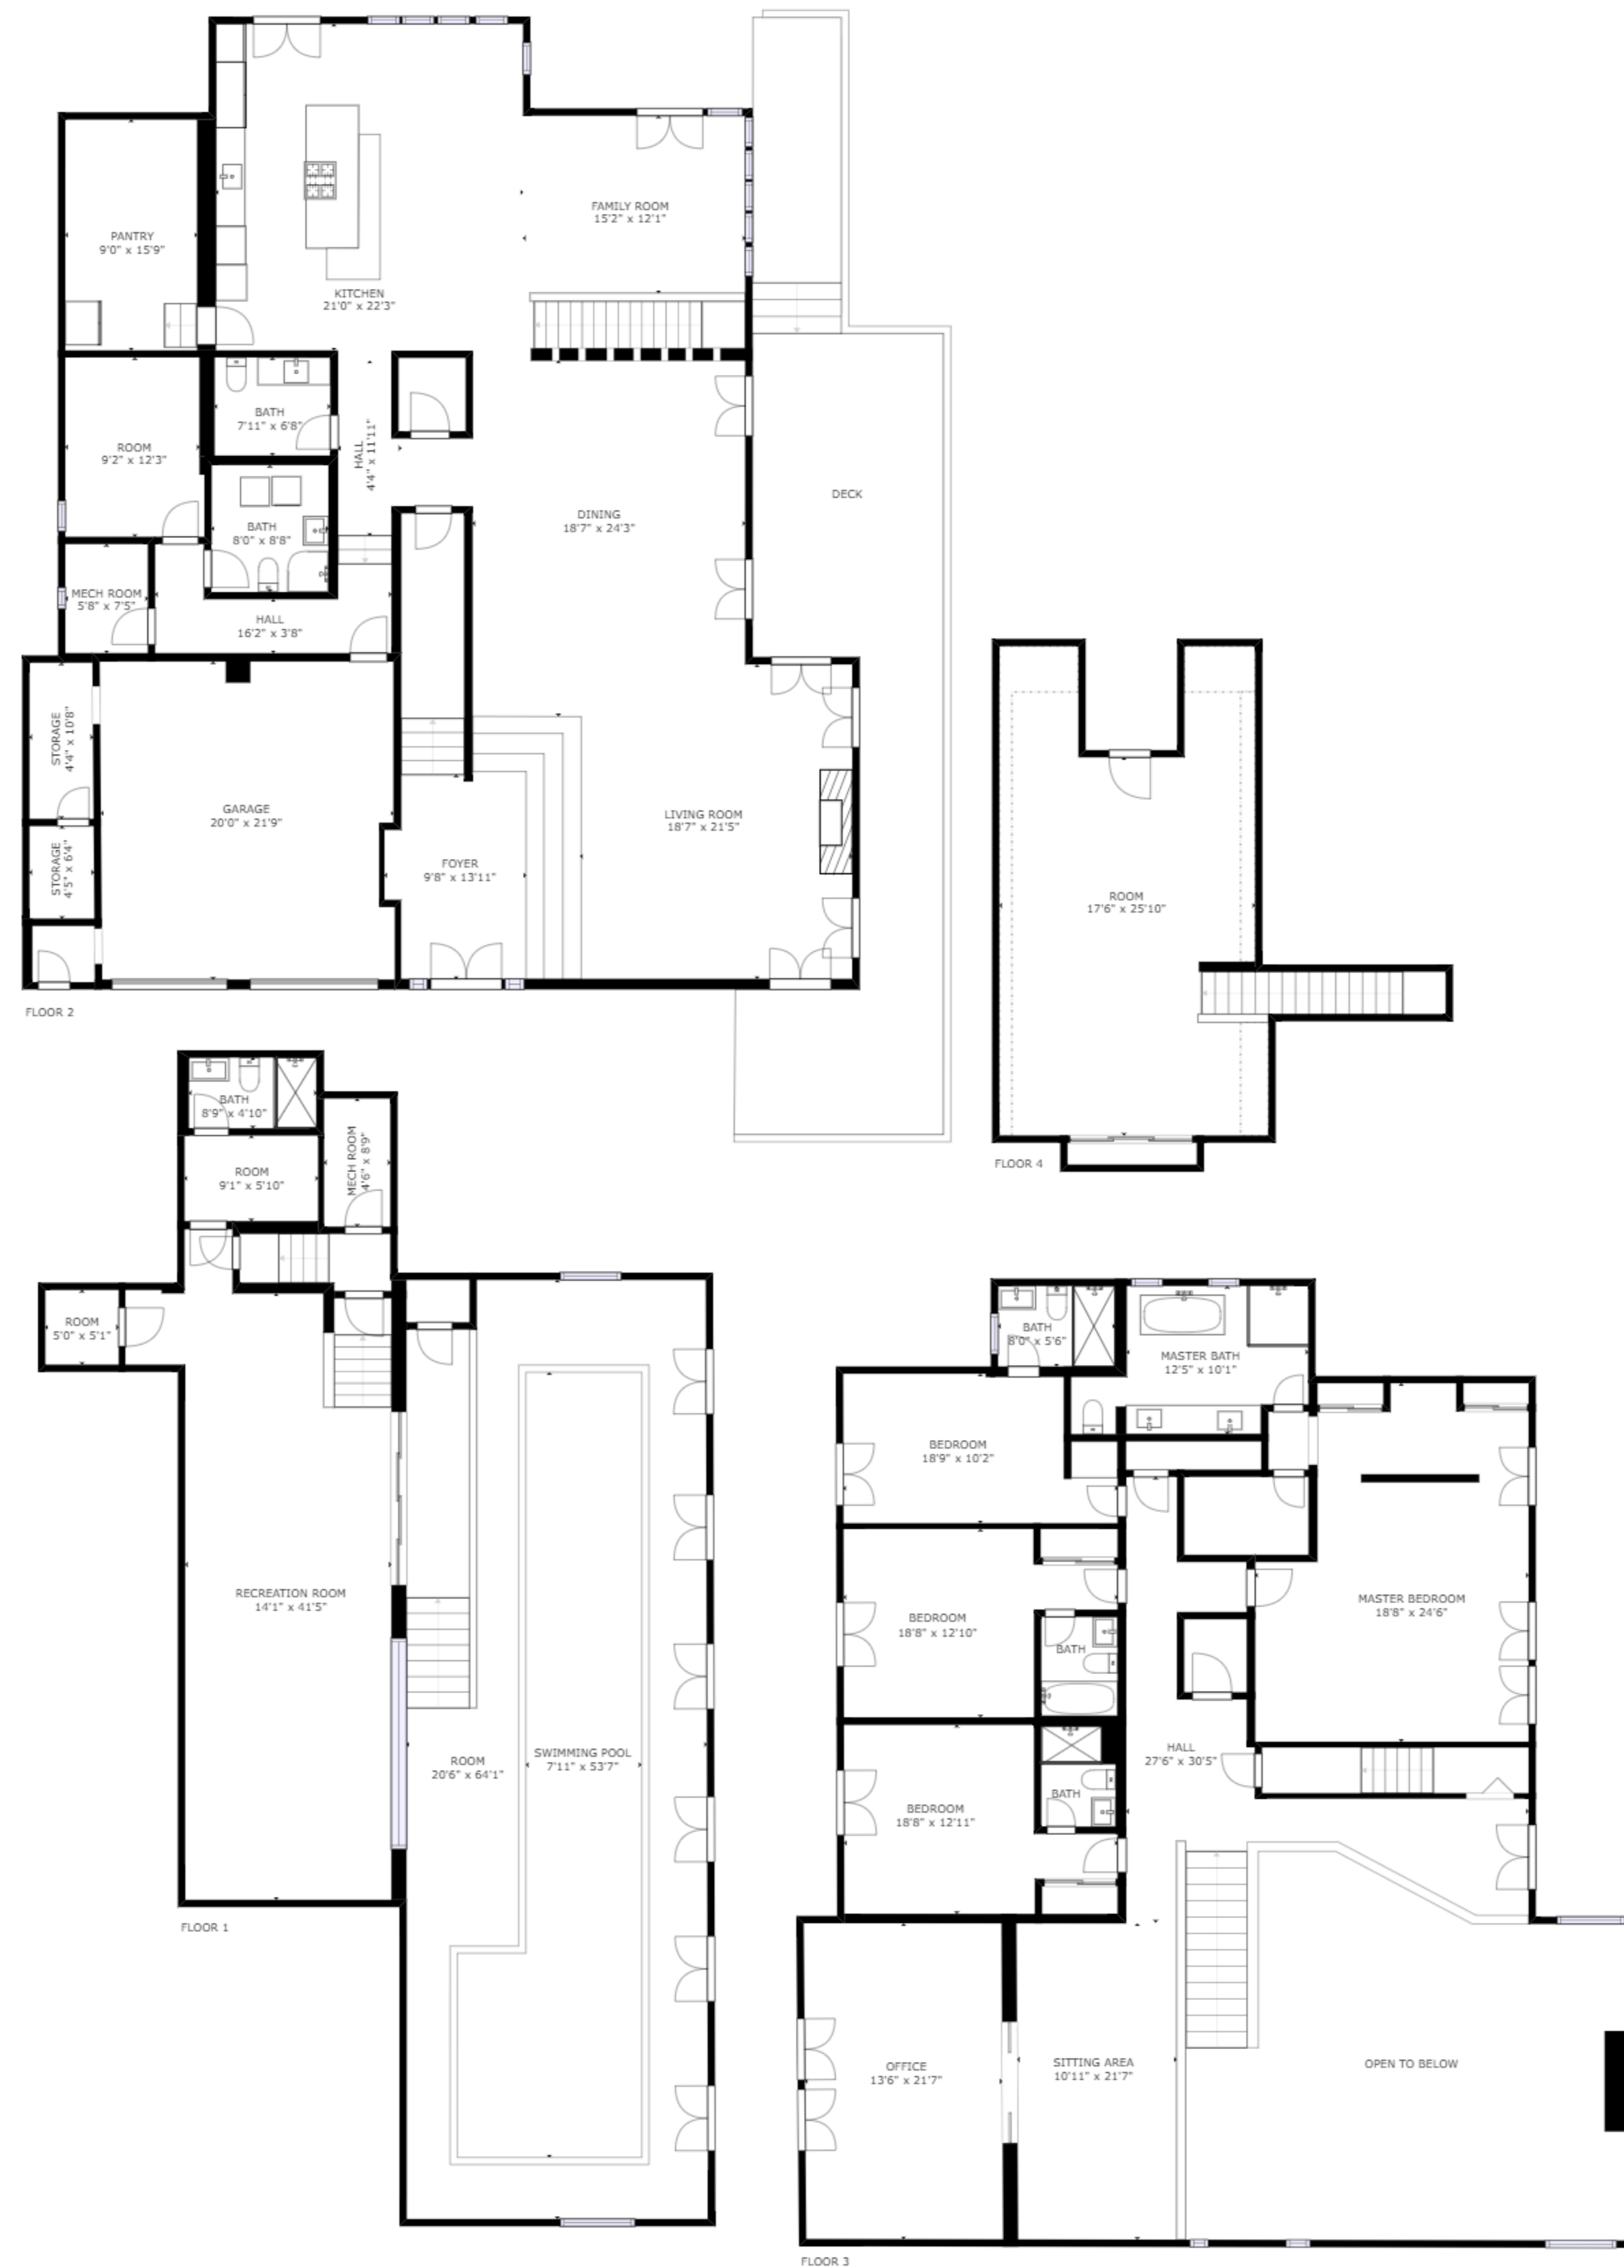 FAMILY ROOM
15'2" x 12'1"
PANTRY
9'0" x 15'9"
KITCHEN
21'0" x 22'3"
BATH
7'11" x 6'8"
HALL
4'4" x 11'11"
ROOM
9'2" x 12'3"
DECK
DINING
18'7" x 24'3"
BATH
8'0" x 8'8"
MECH ROOM
5'8" x 7'5"
HALL
16'2" x 3'8"
STORAGE
4'4" x 10'8"
GARAGE
20'0" x 21'9"
LIVING ROOM
18'7" x 21'5"
STORAGE
4'5" x 6'4"
FOYER
9'8" x 13'11"
FLOOR 2
ROOM
17'6" x 25'10"
FLOOR 4
BATH
8'9" x 4'10"
MECH ROOM
4'6" x 8'9"
ROOM
9'1" x 5'10"
ROOM
5'0" x 5'1"
RECREATION ROOM
14'1" x 41'5"
ROOM
20'6" x 64'1"
SWIMMING POOL
7'11" x 53'7"
FLOOR 1
BATH
8'0" x 5'6"
MASTER BATH
12'5" x 10'1"
BEDROOM
18'9" x 10'2"
MASTER BEDROOM
18'8" x 24'6"
BEDROOM
18'8" x 12'10"
BATH
HALL
27'6" x 30'5"
BATH
BEDROOM
18'8" x 12'11"
OFFICE
13'6" x 21'7"
SITTING AREA
10'11" x 21'7"
OPEN TO BELOW
FLOOR 3